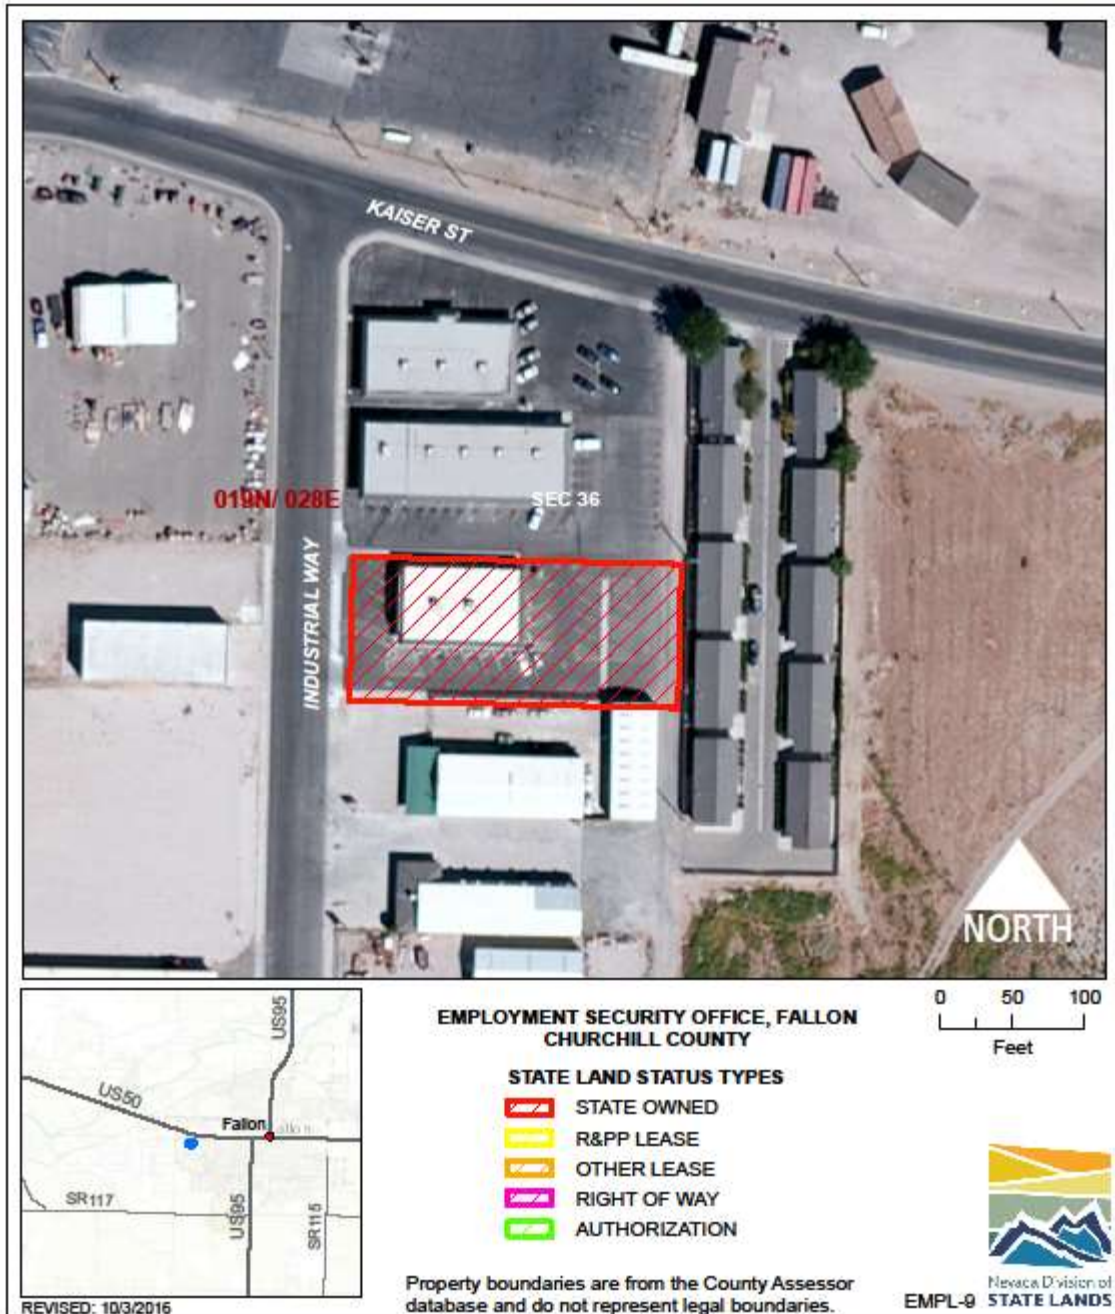 KAISER ST
019N/ 028E
SEC 36
INDUSTRIAL WAY
NORTH
US95
US50
Fallon
SR117
US95
SR115
REVISED: 10/3/2016
EMPLOYMENT SECURITY OFFICE, FALLON
CHURCHILL COUNTY
STATE LAND STATUS TYPES
STATE OWNED
R&PP LEASE
OTHER LEASE
RIGHT OF WAY
AUTHORIZATION
Property boundaries are from the County Assessor
database and do not represent legal boundaries.
0 50 100
Feet
EMPL-9
Nevada Division of
STATE LANDS